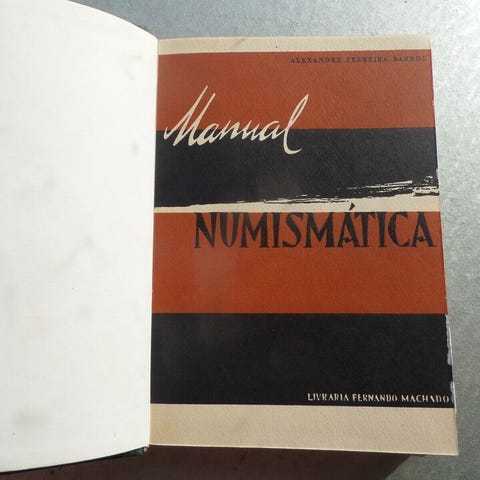 ALEXANDRE FERREIRA BARROS
Manual
NUMISMÁTICA
LIVRARIA FERNANDO MACHADO